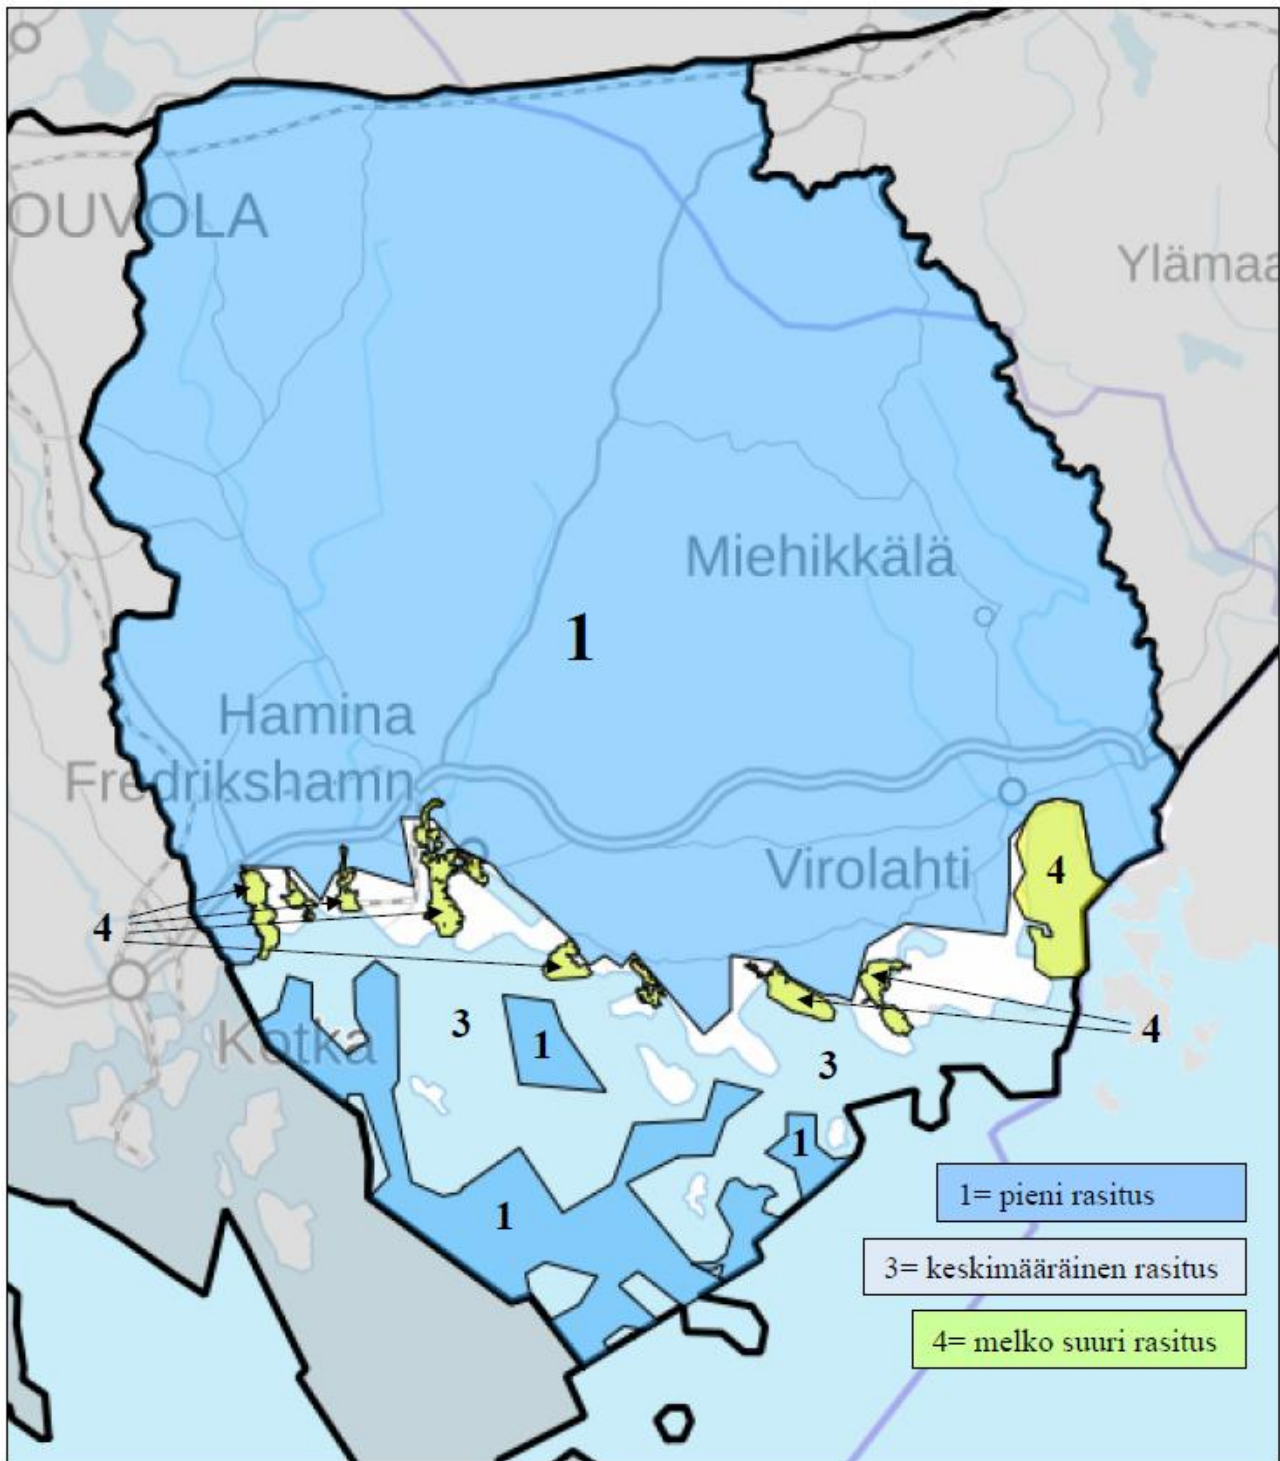 OUVOLA
Ylämaa
Miehikkälä
1
Hamina
Fredrikshamn
Virolahti
4
4
3
1
Kotka
4
3
1
1
1= pieni rasitus
3= keskimääräinen rasitus
4= melko suuri rasitus